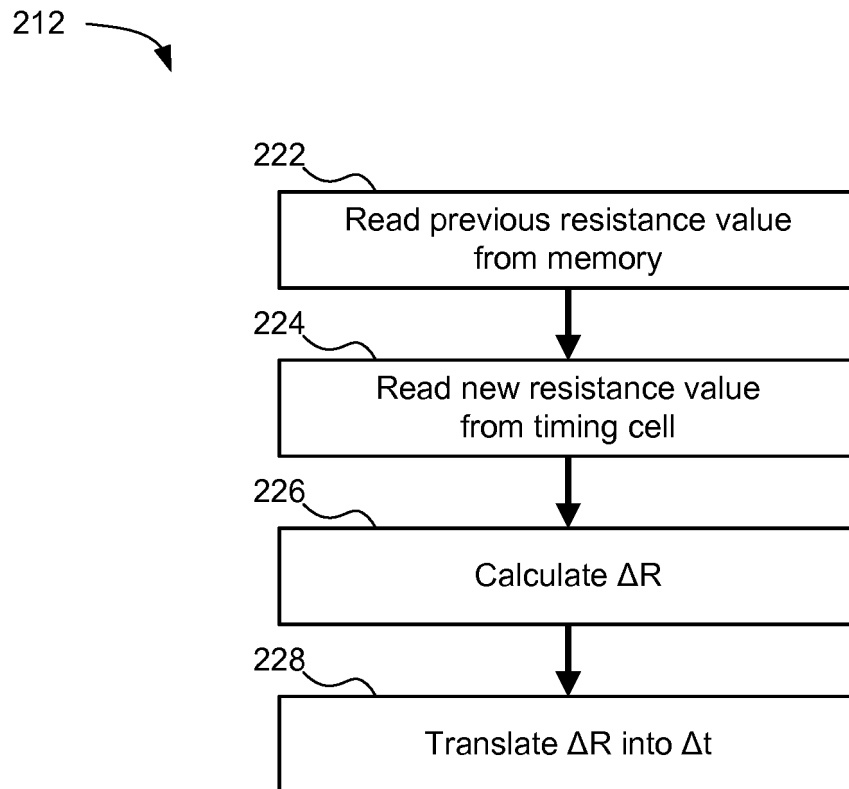 212
222
Read previous resistance value
from memory
224
Read new resistance value
from timing cell
226
Calculate ΔR
228
Translate ΔR into Δt